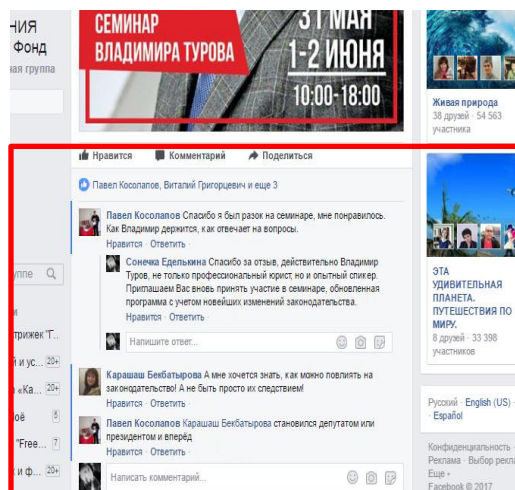 НИЯ
Фонд
ная группа
СЕМИНАР
ВЛАДИМИРА ТУРОВА
31 МАЯ
1-2 ИЮНЯ
10:00-18:00
Живая природа
38 друзей · 54 563
участника
Нравится Комментарий Поделиться
Павел Косолапов, Виталий Григорцевич и еще 3
Павел Косолапов Спасибо я был разок на семинаре, мне понравилось.
Как Владимир держится, как отвечает на вопросы.
Нравится · Ответить ·
Сонечка Еделькина Спасибо за отзыв, действительно Владимир
Туров, не только профессиональный юрист, но и опытный спикер.
Приглашаем Вас вновь принять участие в семинаре, обновленная
программа с учетом новейших изменений законодательства.
Нравится · Ответить ·
Напишите ответ...
Карашаш Бекбатырова А мне хочется знать, как можно повлиять на
законодательство! А не быть просто их следствием!
Нравится · Ответить ·
Павел Косолапов Карашаш Бекбатырова становился депутатом или
президентом и вперёд
Нравится · Ответить ·
Написать комментарий...
уппе
и
трижек "Г...
й и ус... 20+
«Ка... 20+
оё 5
"Free... 7
х и ф... 20+
ЭТА
УДИВИТЕЛЬНАЯ
ПЛАНЕТА.
ПУТЕШЕСТВИЯ ПО
МИРУ.
8 друзей · 33 398
участников
Русский · English (US) ·
· Español
Конфиденциальность ·
Реклама · Выбор рекла
Еще
Facebook © 2017